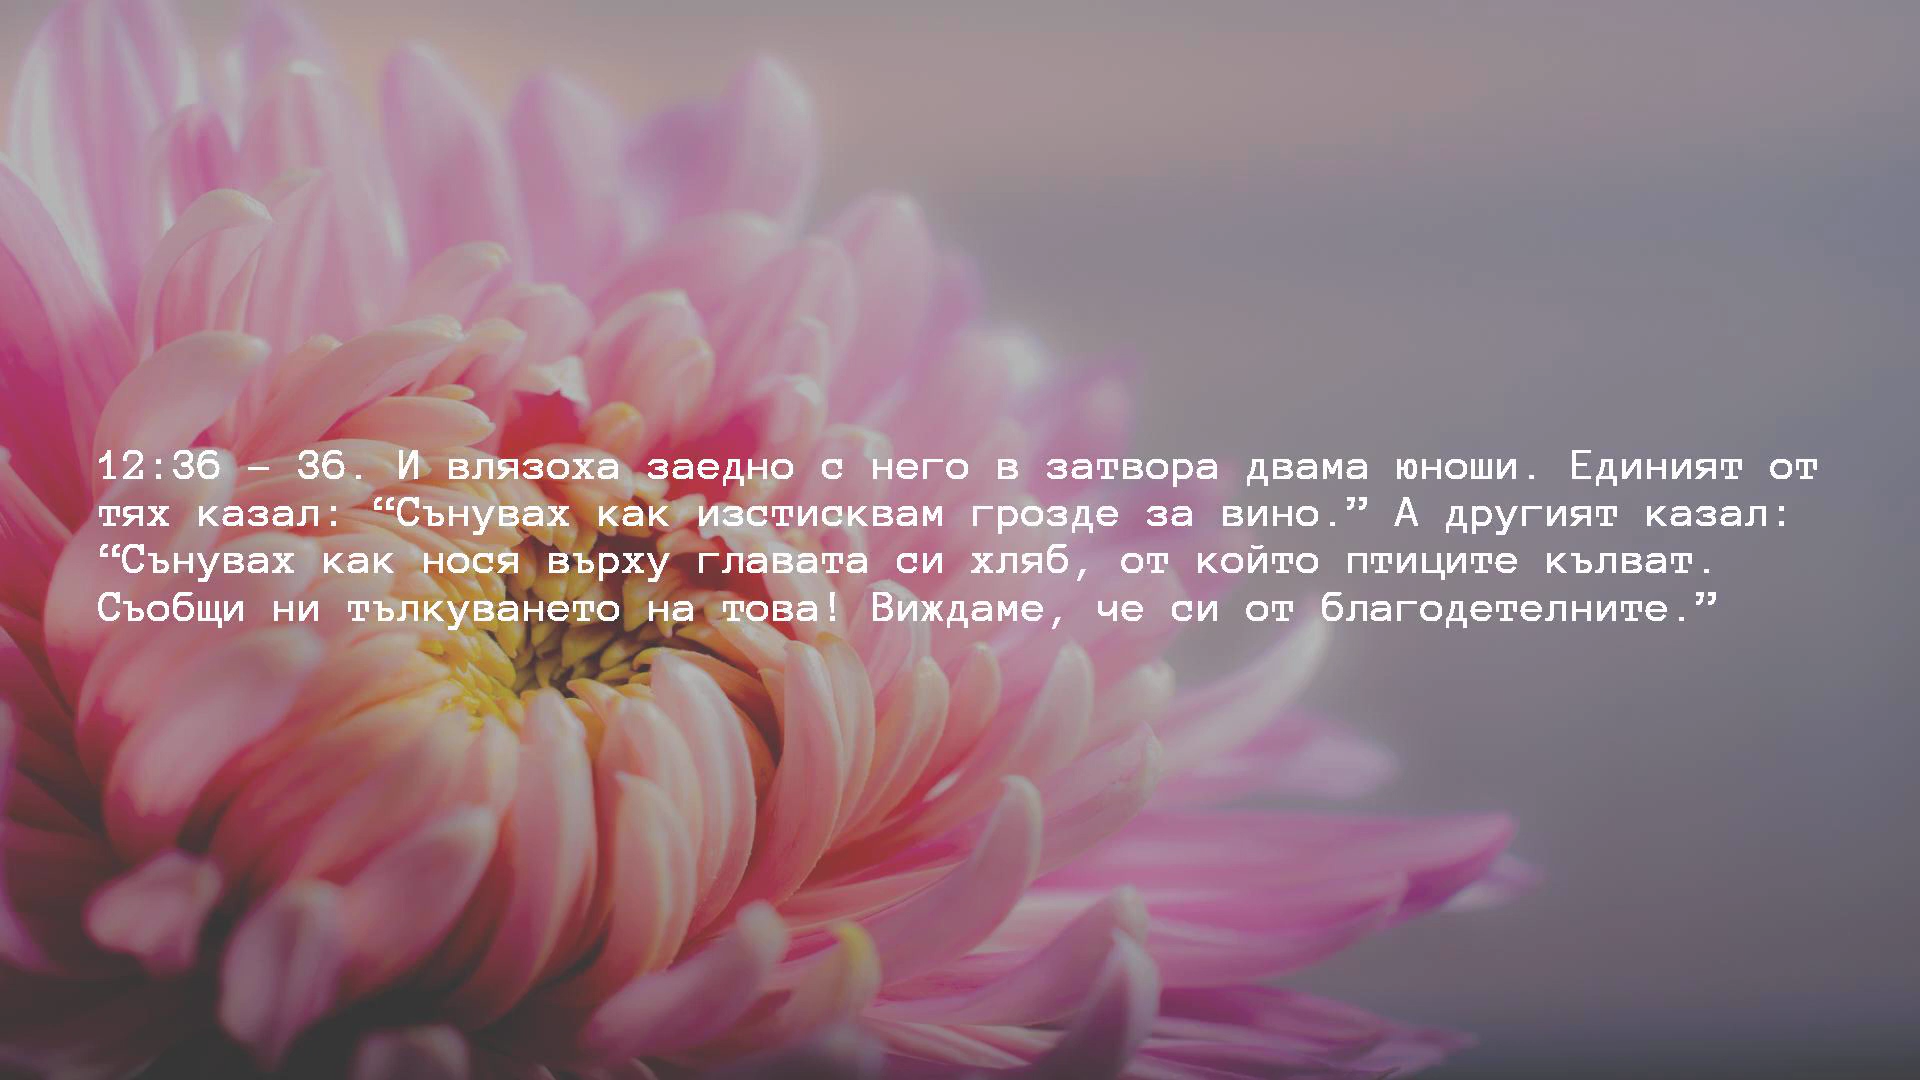 12:36 – 36. И влязоха заедно с него в затвора двама юноши. Единият от
тях казал: “Сънувах как изстисквам грозде за вино.” А другият казал:
“Сънувах как нося върху главата си хляб, от който птиците кълват.
Съобщи ни тълкуването на това! Виждаме, че си от благодетелните.”